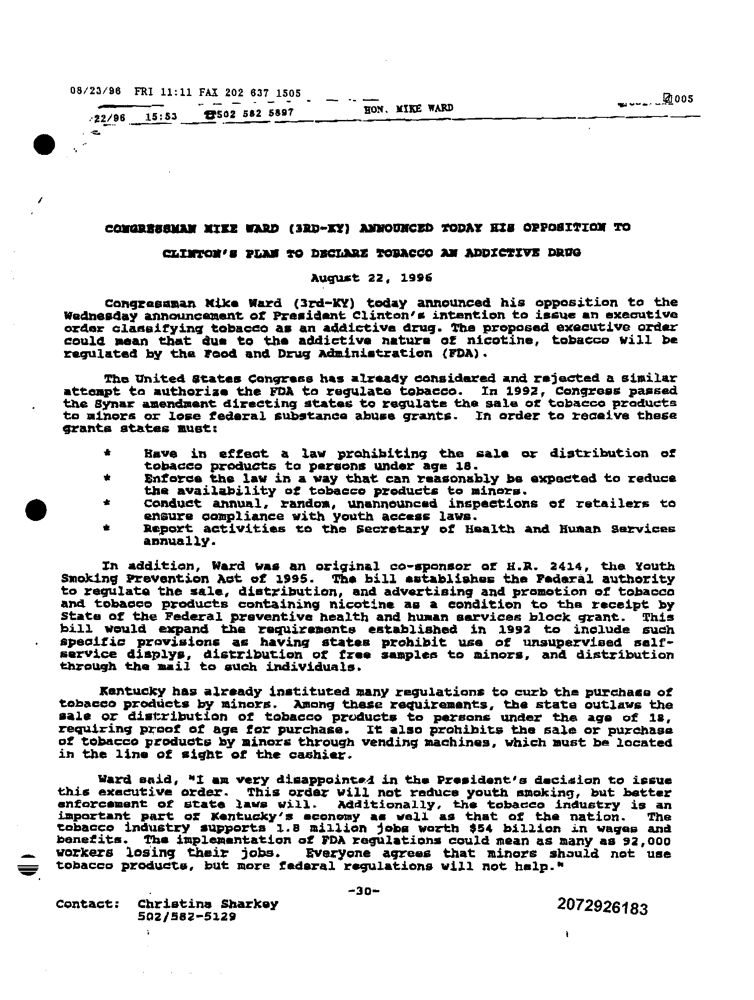 08/23/96 FRI 11:11 FAX 202 637 1505
005
22/96 15:53 ☎502 582 5897 HON. MIKE WARD
CONGRESSMAN MIKE WARD (3RD-KY) ANNOUNCED TODAY HIS OPPOSITION TO
CLINTON'S PLAN TO DECLARE TOBACCO AN ADDICTIVE DRUG
August 22, 1996
Congressman Mike Ward (3rd-KY) today announced his opposition to the
Wednesday announcement of President Clinton's intention to issue an executive
order classifying tobacco as an addictive drug. The proposed executive order
could mean that due to the addictive nature of nicotine, tobacco will be
regulated by the Food and Drug Administration (FDA).
The United States Congress has already considered and rejected a similar
attempt to authorize the FDA to regulate tobacco. In 1992, Congress passed
the Synar amendment directing states to regulate the sale of tobacco products
to minors or lose federal substance abuse grants. In order to receive these
grants states must:
* Have in effect a law prohibiting the sale or distribution of
tobacco products to persons under age 18.
* Enforce the law in a way that can reasonably be expected to reduce
the availability of tobacco products to minors.
* Conduct annual, random, unannounced inspections of retailers to
ensure compliance with youth access laws.
* Report activities to the Secretary of Health and Human Services
annually.
In addition, Ward was an original co-sponsor of H.R. 2414, the Youth
Smoking Prevention Act of 1995. The bill establishes the Federal authority
to regulate the sale, distribution, and advertising and promotion of tobacco
and tobacco products containing nicotine as a condition to the receipt by
State of the Federal preventive health and human services block grant. This
bill would expand the requirements established in 1992 to include such
specific provisions as having states prohibit use of unsupervised self-
service displys, distribution of free samples to minors, and distribution
through the mail to such individuals.
Kentucky has already instituted many regulations to curb the purchase of
tobacco products by minors. Among these requirements, the state outlaws the
sale or distribution of tobacco products to persons under the age of 18,
requiring proof of age for purchase. It also prohibits the sale or purchase
of tobacco products by minors through vending machines, which must be located
in the line of sight of the cashier.
Ward said, "I am very disappointed in the President's decision to issue
this executive order. This order will not reduce youth smoking, but better
enforcement of state laws will. Additionally, the tobacco industry is an
important part of Kentucky's economy as well as that of the nation. The
tobacco industry supports 1.8 million jobs worth $54 billion in wages and
benefits. The implementation of FDA regulations could mean as many as 92,000
workers losing their jobs. Everyone agrees that minors should not use
tobacco products, but more federal regulations will not help."
-30-
Contact: Christina Sharkey
502/582-5129
2072926183